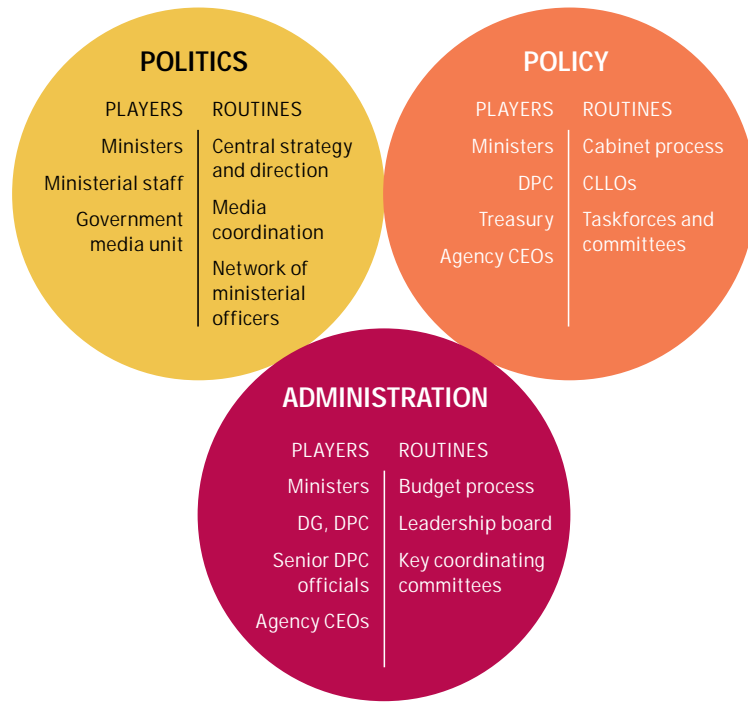 POLITICS
PLAYERS
Ministers
Ministerial staff
Government
media unit
ROUTINES
Central strategy
and direction
Media
coordination
Network of
ministerial
officers
POLICY
PLAYERS
Ministers
DPC
Treasury
Agency CEOs
ROUTINES
Cabinet process
CLLOs
Taskforces and
committees
ADMINISTRATION
PLAYERS
Ministers
DG, DPC
Senior DPC
officials
Agency CEOs
ROUTINES
Budget process
Leadership board
Key coordinating
committees